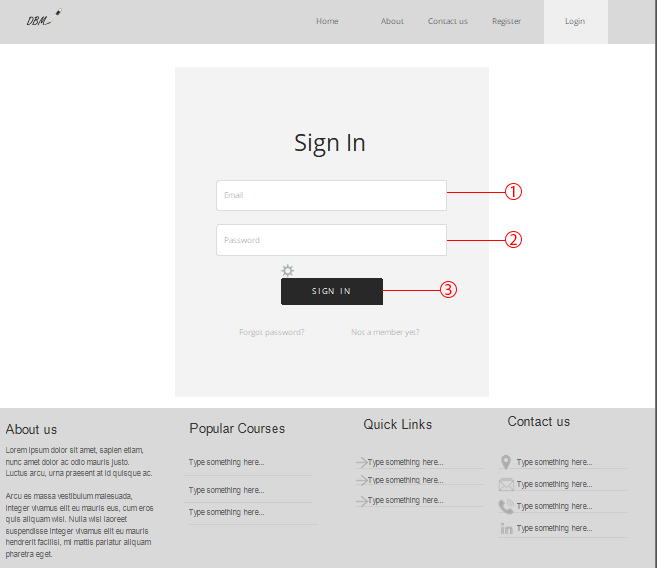 DBM
Home About Contact us Register Login
Sign In
Email
1
Password
2
SIGN IN
3
Forgot password? Not a member yet?
About us
Lorem ipsum dolor sit amet, sapien etiam,
nunc amet dolor ac odio mauris justo.
Luctus arcu, urna praesent at id quisque ac.
Arcu es massa vestibulum malesuada,
integer vivamus elit eu mauris eus, cum eros
quis aliquam wisi. Nulla wisi laoreet
suspendisse integer vivamus elit eu mauris
hendrerit facilisi, mi mattis pariatur aliquam
pharetra eget.
Popular Courses
Type something here...
Type something here...
Type something here...
Quick Links
Type something here...
Type something here...
Type something here...
Contact us
Type something here...
Type something here...
Type something here...
in Type something here...